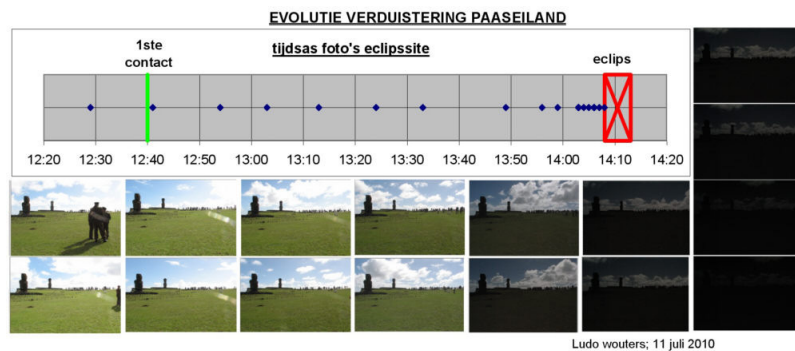 EVOLUTIE VERDUISTERING PAASEILAND
1ste
contact
tijdsas foto's eclipssite
eclips
12:20 12:30 12:40 12:50 13:00 13:10 13:20 13:30 13:40 13:50 14:00 14:10 14:20
Ludo wouters; 11 juli 2010